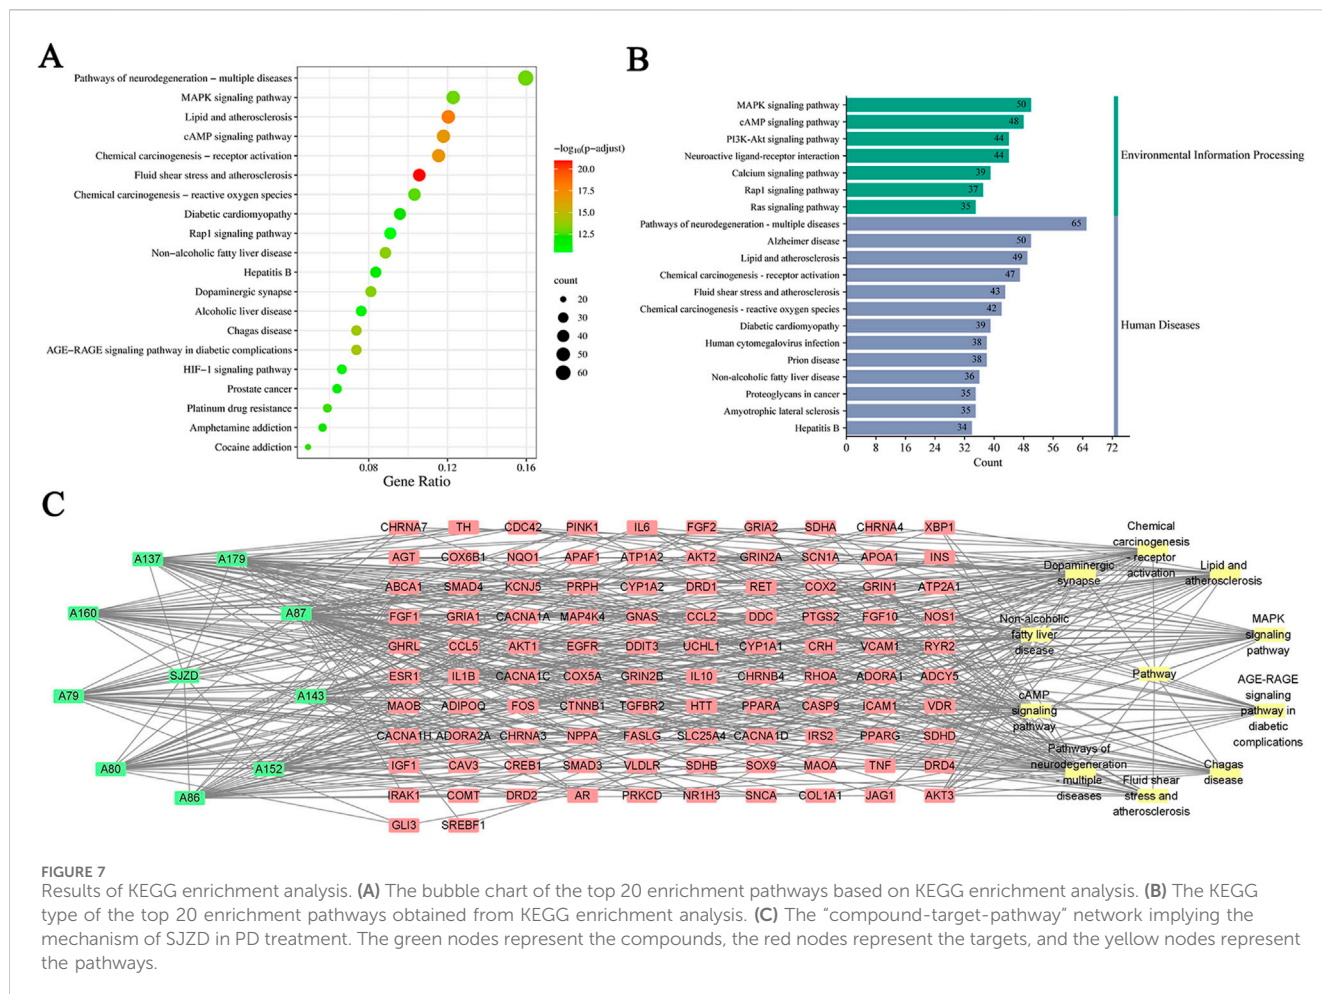 A
Pathways of neurodegeneration − multiple diseases
MAPK signaling pathway
Lipid and atherosclerosis
cAMP signaling pathway
Chemical carcinogenesis − receptor activation
Fluid shear stress and atherosclerosis
Chemical carcinogenesis − reactive oxygen species
Diabetic cardiomyopathy
Rap1 signaling pathway
Non−alcoholic fatty liver disease
Hepatitis B
Dopaminergic synapse
Alcoholic liver disease
Chagas disease
AGE−RAGE signaling pathway in diabetic complications
HIF−1 signaling pathway
Prostate cancer
Platinum drug resistance
Amphetamine addiction
Cocaine addiction
0.08 0.12 0.16
Gene Ratio
−log10(p−adjust)
20.0
17.5
15.0
12.5
count
20
30
40
50
60
B
MAPK signaling pathway 50
cAMP signaling pathway 48
PI3K-Akt signaling pathway 44
Neuroactive ligand-receptor interaction 44
Calcium signaling pathway 39
Rap1 signaling pathway 37
Ras signaling pathway 35
Pathways of neurodegeneration - multiple diseases 65
Alzheimer disease 50
Lipid and atherosclerosis 49
Chemical carcinogenesis - receptor activation 47
Fluid shear stress and atherosclerosis 43
Chemical carcinogenesis - reactive oxygen species 42
Diabetic cardiomyopathy 39
Human cytomegalovirus infection 38
Prion disease 38
Non-alcoholic fatty liver disease 36
Proteoglycans in cancer 35
Amyotrophic lateral sclerosis 35
Hepatitis B 34
0 8 16 24 32 40 48 56 64 72
Count
Environmental Information Processing
Human Diseases
C
A137 A179
A160 A87
SJZD
A79 A143
A80 A152
A86
CHRNA7 TH CDC42 PINK1 IL6 FGF2 GRIA2 SDHA CHRNA4 XBP1
AGT COX6B1 NQO1 APAF1 ATP1A2 AKT2 GRIN2A SCN1A APOA1 INS
ABCA1 SMAD4 KCNJ5 PRPH CYP1A2 DRD1 RET COX2 GRIN1 ATP2A1
FGF1 GRIA1 CACNA1A MAP4K4 GNAS CCL2 DDC PTGS2 FGF10 NOS1
GHRL CCL5 AKT1 EGFR DDIT3 UCHL1 CYP1A1 CRH VCAM1 RYR2
ESR1 IL1B CACNA1C COX5A GRIN2B IL10 CHRNB4 RHOA ADORA1 ADCY5
MAOB ADIPOQ FOS CTNNB1 TGFBR2 HTT PPARA CASP9 ICAM1 VDR
CACNA1H ADORA2A CHRNA3 NPPA FASLG SLC25A4 CACNA1D IRS2 PPARG SDHD
IGF1 CAV3 CREB1 SMAD3 VLDLR SDHB SOX9 MAOA TNF DRD4
IRAK1 COMT DRD2 AR PRKCD NR1H3 SNCA COL1A1 JAG1 AKT3
GLI3 SREBF1
Chemical
carcinogenesis
- receptor
activation
Dopaminergic
synapse
Lipid and
atherosclerosis
Non-alcoholic
fatty liver
disease
MAPK
signaling
pathway
Pathway
cAMP
signaling
pathway
AGE-RAGE
signaling
pathway in
diabetic
complications
Pathways of
neurodegeneration
- multiple
diseases
Fluid shear
stress and
atherosclerosis
Chagas
disease
FIGURE 7
Results of KEGG enrichment analysis. (A) The bubble chart of the top 20 enrichment pathways based on KEGG enrichment analysis. (B) The KEGG
type of the top 20 enrichment pathways obtained from KEGG enrichment analysis. (C) The “compound-target-pathway” network implying the
mechanism of SJZD in PD treatment. The green nodes represent the compounds, the red nodes represent the targets, and the yellow nodes represent
the pathways.